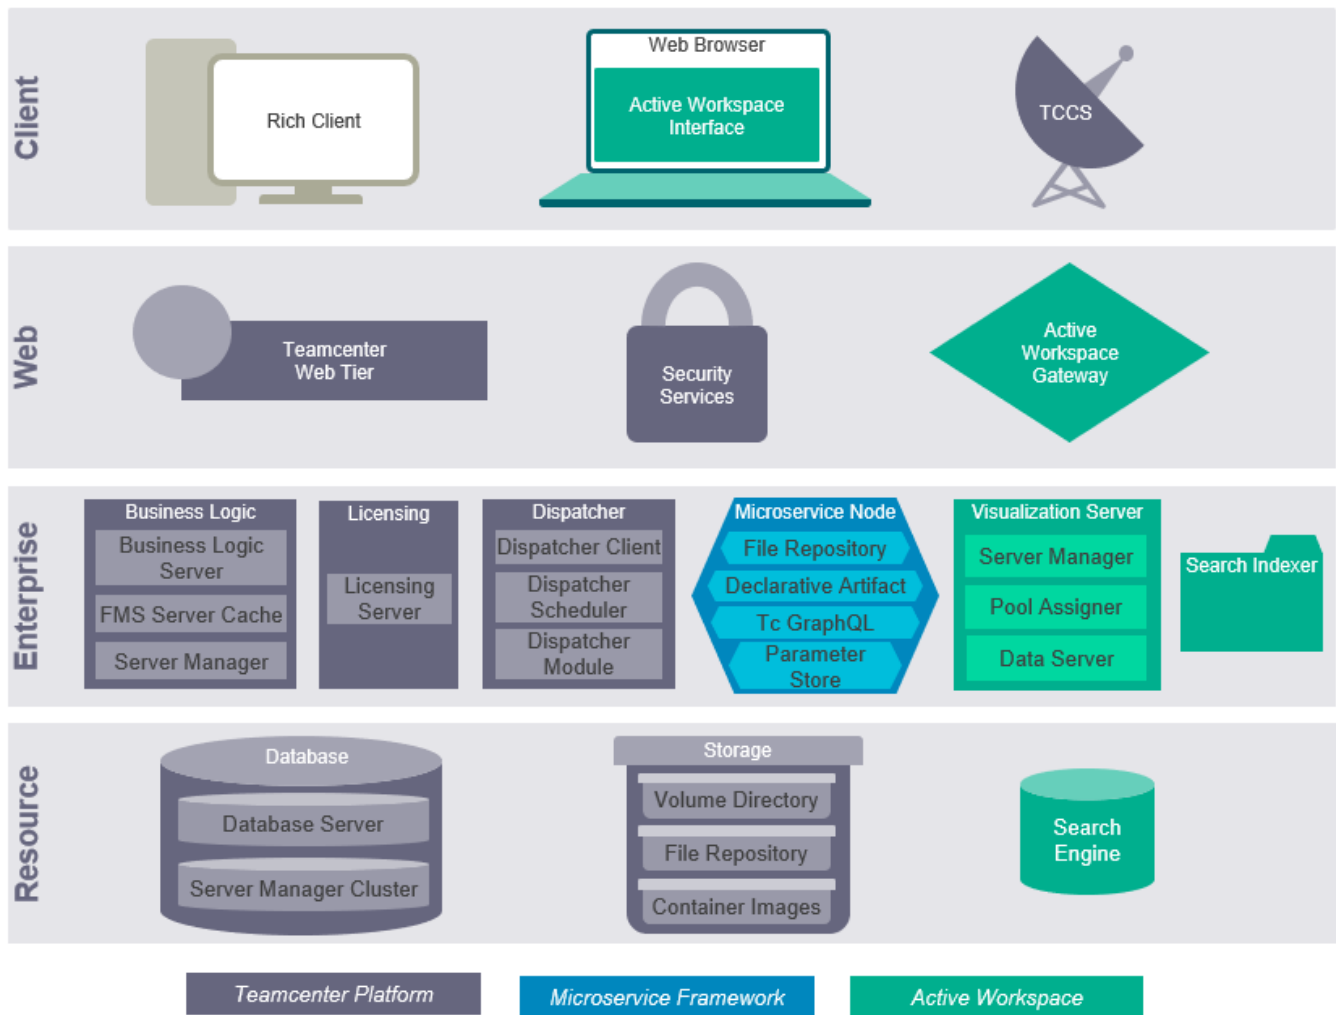 Client
Rich Client
Web Browser
Active Workspace
Interface
TCCS
Web
Teamcenter
Web Tier
Security
Services
Active
Workspace
Gateway
Enterprise
Business Logic
Business Logic
Server
FMS Server Cache
Server Manager
Licensing
Licensing
Server
Dispatcher
Dispatcher Client
Dispatcher
Scheduler
Dispatcher
Module
Microservice Node
File Repository
Declarative Artifact
Tc GraphQL
Parameter
Store
Visualization Server
Server Manager
Pool Assigner
Data Server
Search Indexer
Resource
Database
Database Server
Server Manager Cluster
Storage
Volume Directory
File Repository
Container Images
Search
Engine
Teamcenter Platform
Microservice Framework
Active Workspace